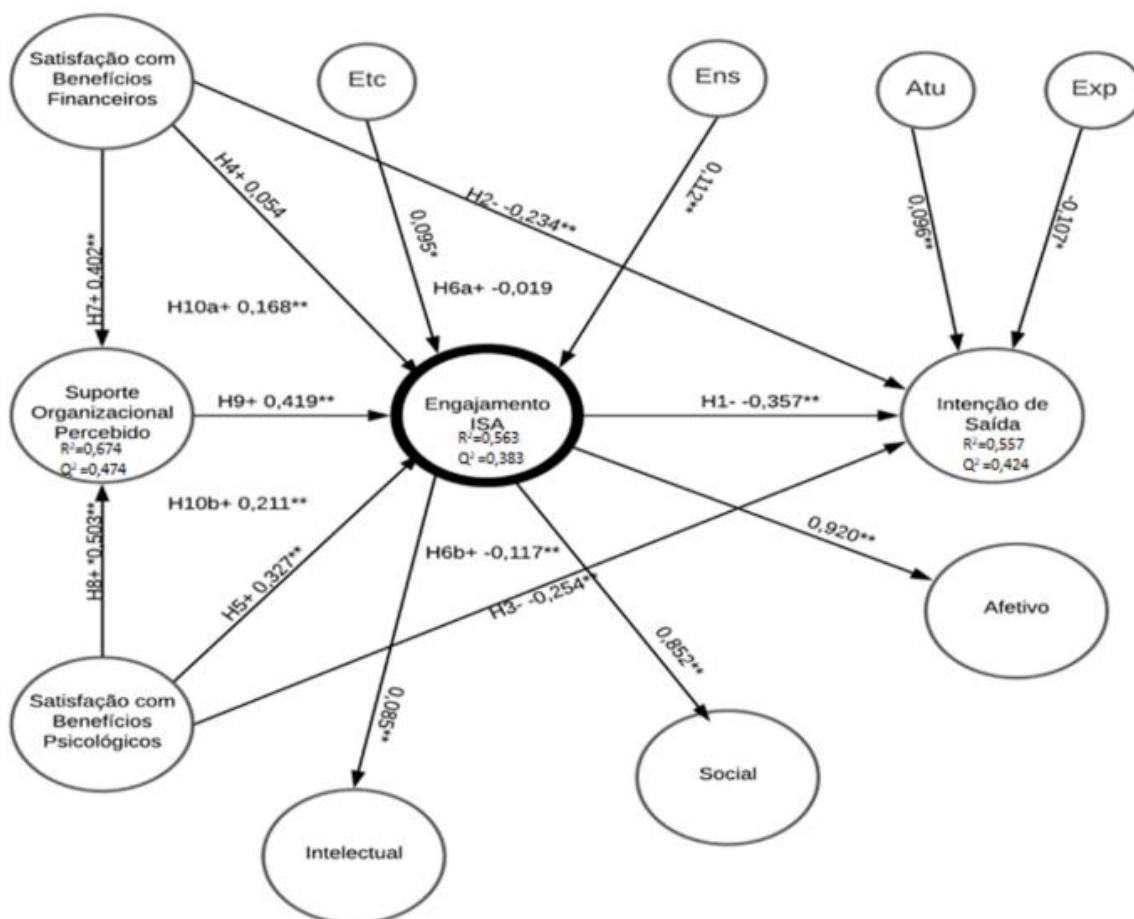 Satisfação com
Benefícios
Financeiros
Etc
Ens
Atu
Exp
H4+ 0,054
H2- -0,234**
0,112**
0,095*
0,096**
-0,107*
H7+ 0,402**
H6a+ -0,019
H10a+ 0,168**
Suporte
Organizacional
Percebido
R²=0,674
Q² =0,474
H9+ 0,419**
Engajamento
ISA
R²=0,563
Q² =0,383
H1- -0,357**
Intenção de
Saída
R²=0,557
Q² =0,424
H10b+ 0,211**
H8+ *0,503**
H5+ 0,327**
H6b+ -0,117**
H3- -0,254**
0,920**
Afetivo
0,852**
0,085**
Satisfação com
Benefícios
Psicológicos
Social
Intelectual